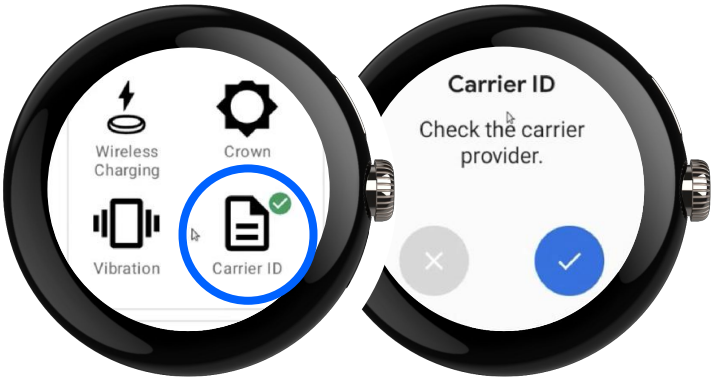 Wireless
Charging
Crown
Vibration
Carrier ID
Carrier ID
Check the carrier
provider.